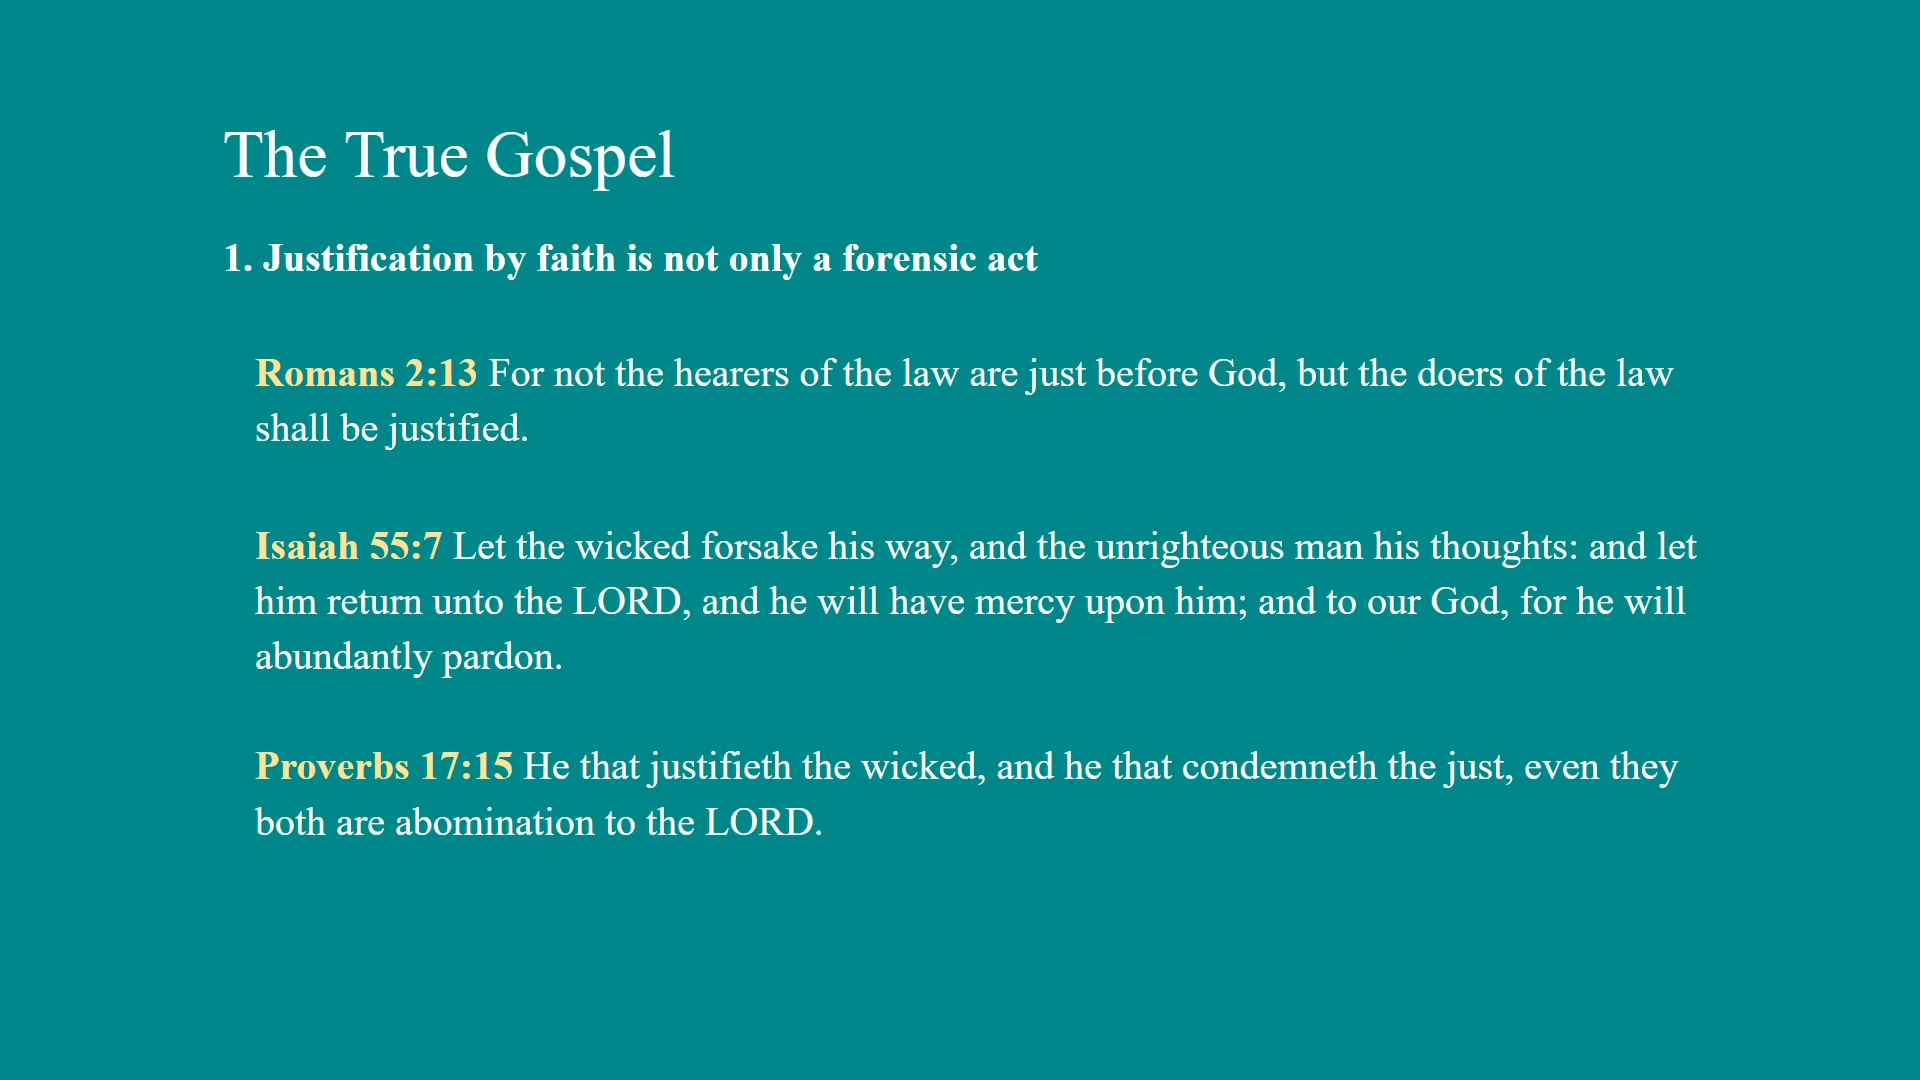 The True Gospel
1. Justification by faith is not only a forensic act
Romans 2:13 For not the hearers of the law are just before God, but the doers of the law
shall be justified.
Isaiah 55:7 Let the wicked forsake his way, and the unrighteous man his thoughts: and let
him return unto the LORD, and he will have mercy upon him; and to our God, for he will
abundantly pardon.
Proverbs 17:15 He that justifieth the wicked, and he that condemneth the just, even they
both are abomination to the LORD.